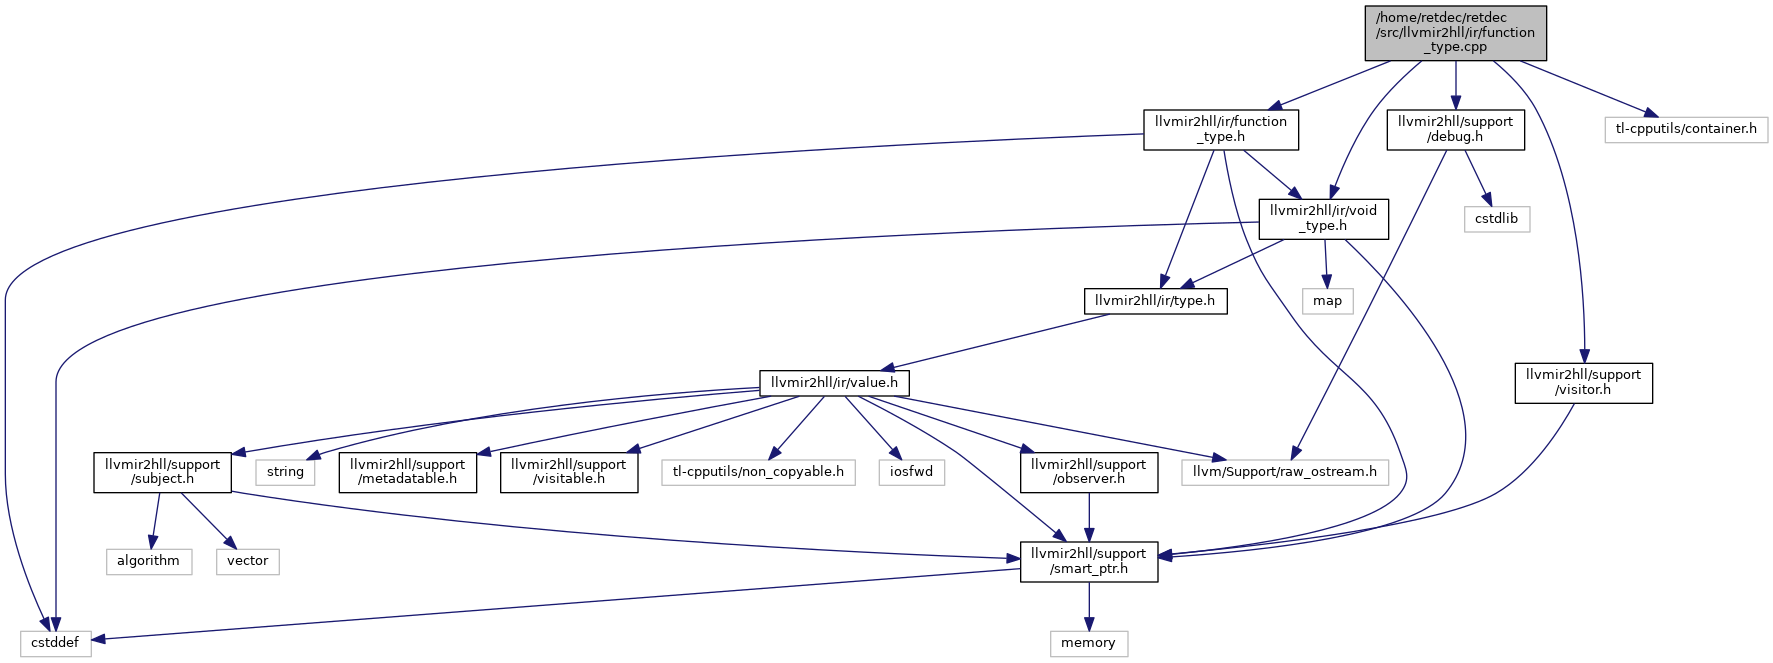 /home/retdec/retdec
/src/llvmir2hll/ir/function
_type.cpp
llvmir2hll/ir/function
_type.h
llvmir2hll/support
/debug.h
tl-cpputils/container.h
llvmir2hll/ir/void
_type.h
cstdlib
llvmir2hll/ir/type.h
map
llvmir2hll/ir/value.h
llvmir2hll/support
/visitor.h
llvmir2hll/support
/subject.h
string
llvmir2hll/support
/metadatable.h
llvmir2hll/support
/visitable.h
tl-cpputils/non_copyable.h
iosfwd
llvmir2hll/support
/observer.h
llvm/Support/raw_ostream.h
algorithm
vector
llvmir2hll/support
/smart_ptr.h
cstddef
memory